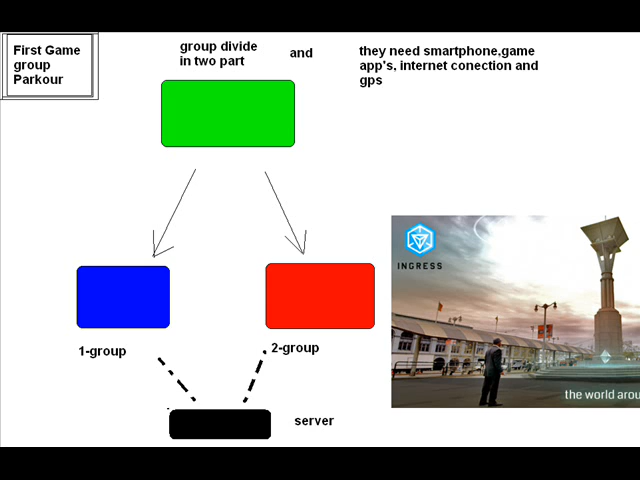 First Game
group
Parkour
group divide
in two part
and
they need smartphone,game
app's, internet conection and
gps
INGRESS
1-group
2-group
the world arou
server